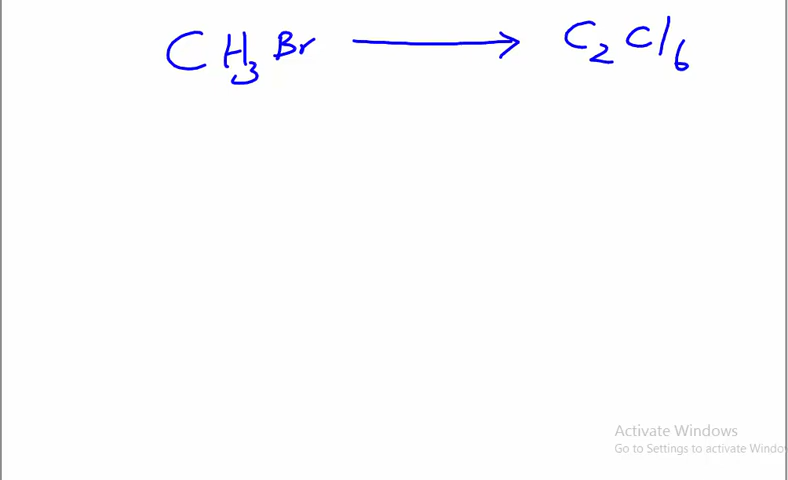 CH₃Br ⟶ C₂Cl₆
Activate Windows
Go to Settings to activate Windo